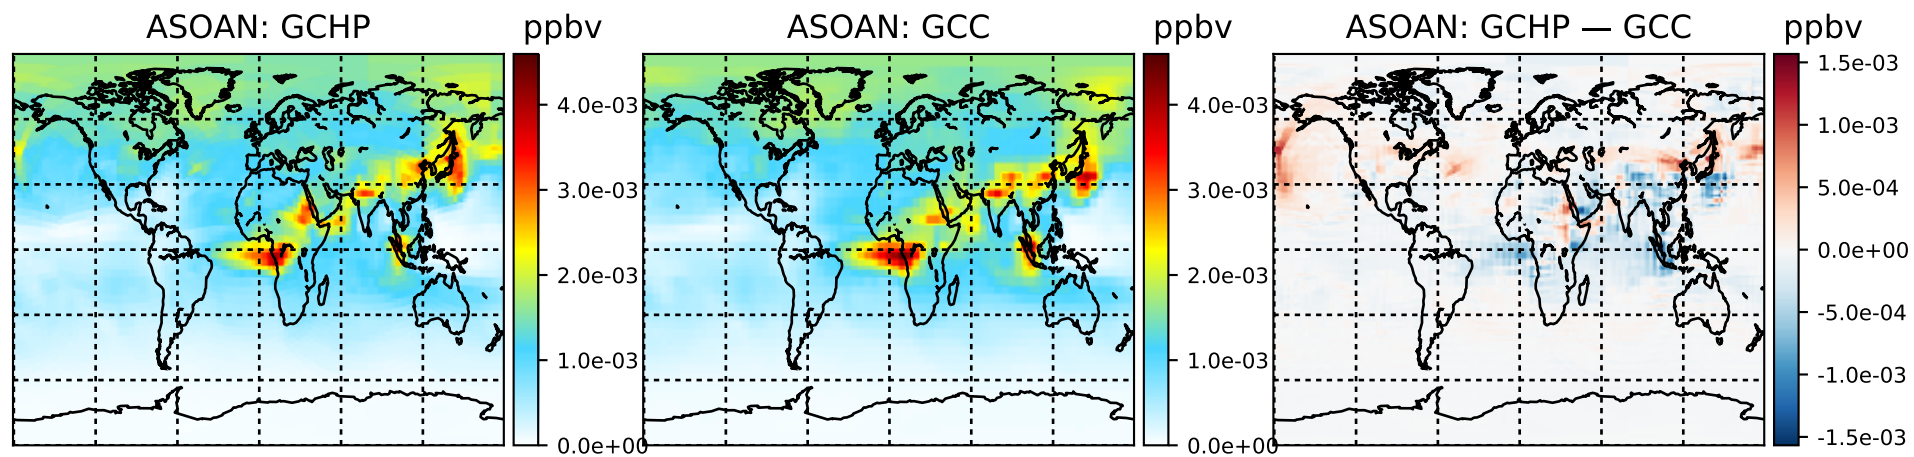 ASOAN: GCHP
ppbv
4.0e-03
3.0e-03
2.0e-03
1.0e-03
0.0e+00
ASOAN: GCC
ppbv
4.0e-03
3.0e-03
2.0e-03
1.0e-03
0.0e+00
ASOAN: GCHP — GCC
ppbv
1.5e-03
1.0e-03
5.0e-04
0.0e+00
-5.0e-04
-1.0e-03
-1.5e-03